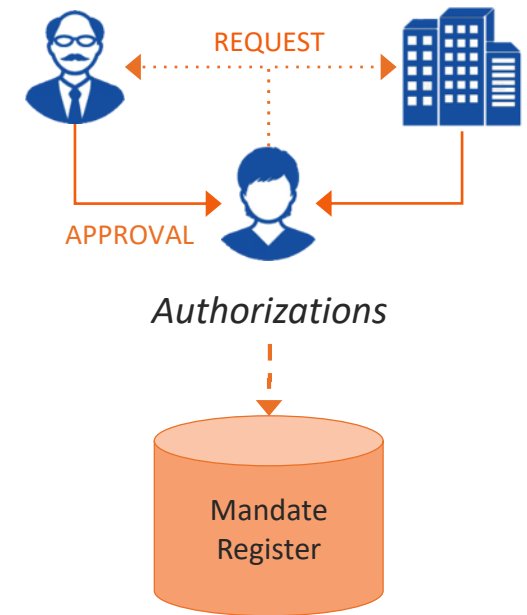 REQUEST
APPROVAL
Authorizations
Mandate
Register